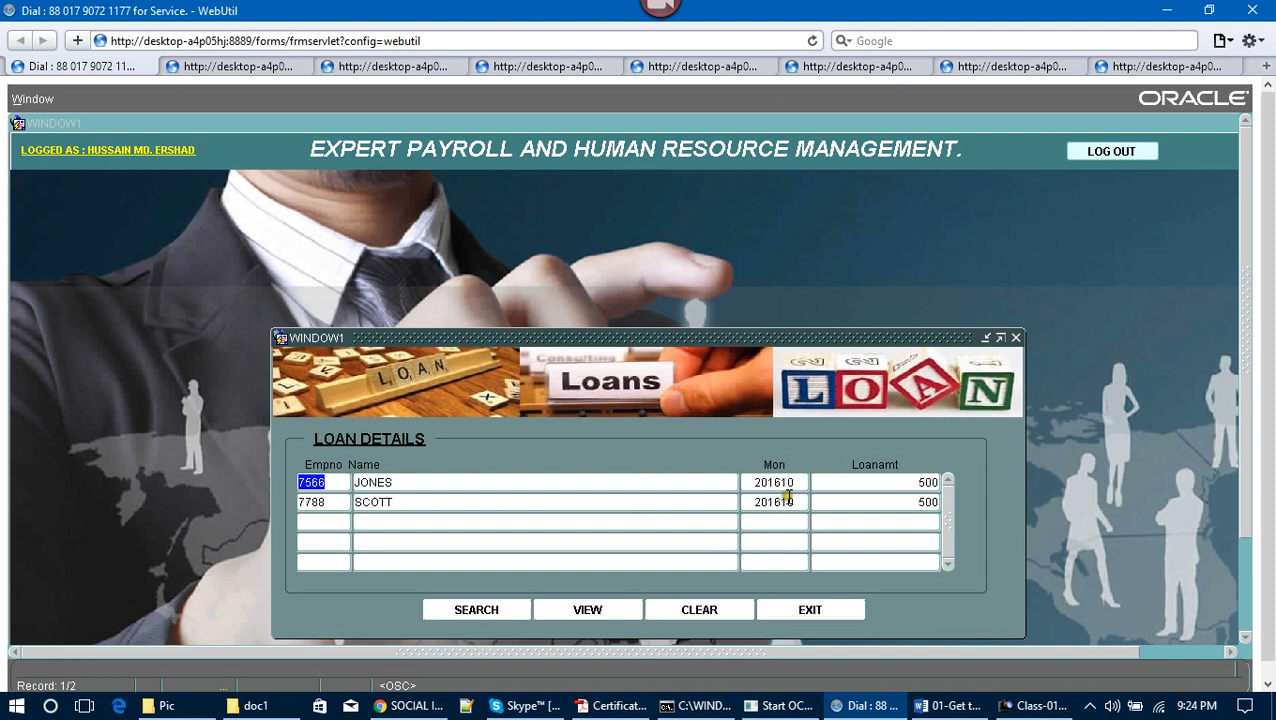 Dial : 88 017 9072 1177 for Service. - WebUtil
http://desktop-a4p05hj:8889/forms/frmservlet?config=webutil
Google
Dial : 88 017 9072 11...
http://desktop-a4p0...
http://desktop-a4p0...
http://desktop-a4p0...
http://desktop-a4p0...
http://desktop-a4p0...
http://desktop-a4p0...
http://desktop-a4p0...
Window
ORACLE
WINDOW1
LOGGED AS : HUSSAIN MD. ERSHAD
EXPERT PAYROLL AND HUMAN RESOURCE MANAGEMENT.
LOG OUT
WINDOW1
LOAN
Consulting
Loans
LOAN
LOAN DETAILS
Empno Name Mon Loanamt
7566 JONES 201610 500
7788 SCOTT 201610 500
SEARCH VIEW CLEAR EXIT
Record: 1/2 ... <OSC>
Pic
doc1
SOCIAL I...
Skype™ [...
Certificat...
C:\WIND...
Start OC...
Dial : 88 ...
01-Get t...
Class-01...
9:24 PM